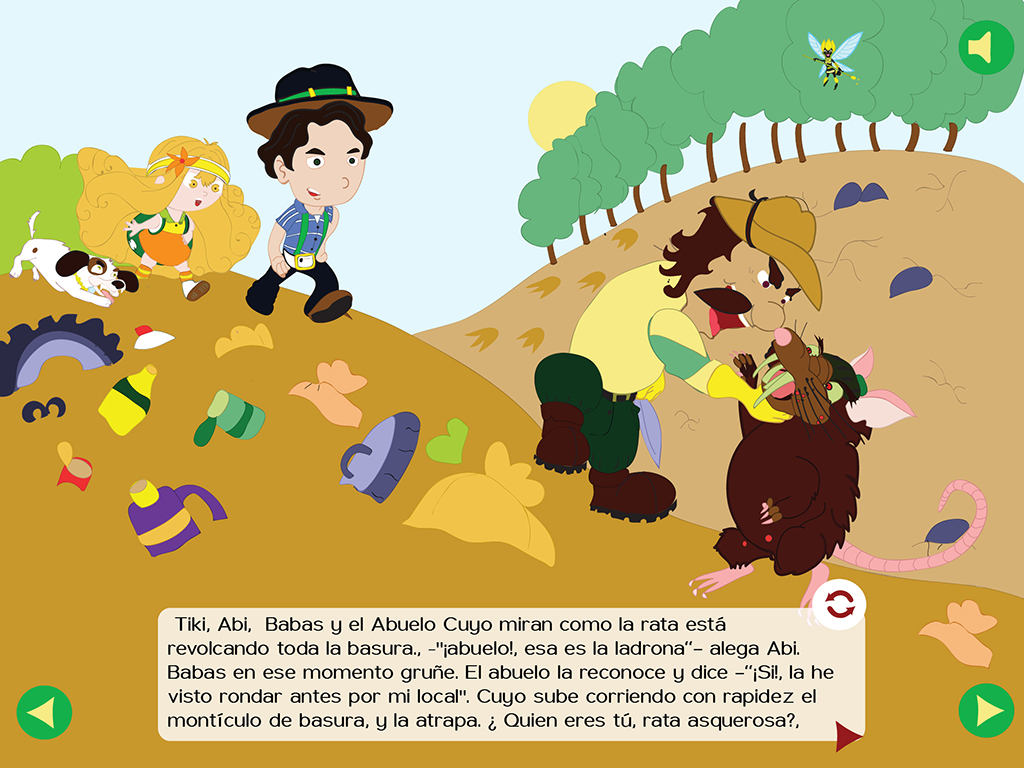 Tiki, Abi, Babas y el Abuelo Cuyo miran como la rata está
revolcando toda la basura., -"¡abuelo!, esa es la ladrona“- alega Abi.
Babas en ese momento gruñe. El abuelo la reconoce y dice -“¡Si!, la he
visto rondar antes por mi local". Cuyo sube corriendo con rapidez el
montículo de basura, y la atrapa. ¿ Quien eres tú, rata asquerosa?,